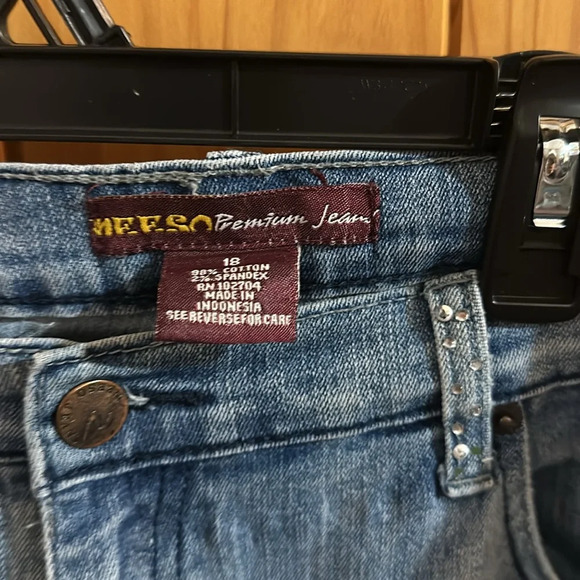 MEESO Premium Jeans
18
98% COTTON
2% SPANDEX
RN 102704
MADE IN
INDONESIA
SEE REVERSE FOR CARE